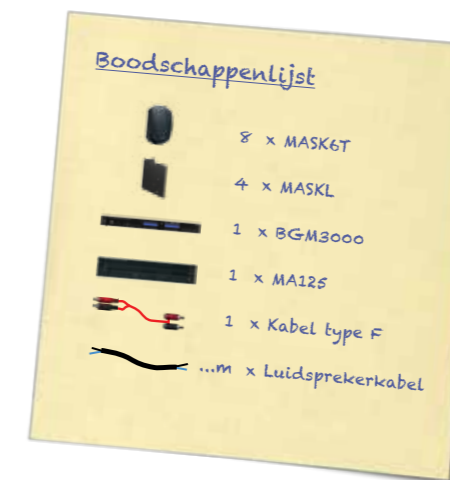 Boodschappenlijst
8 x MASK6T
4 x MASKL
1 x BGM3000
1 x MA125
1 x Kabel type F
...m x Luidsprekerkabel